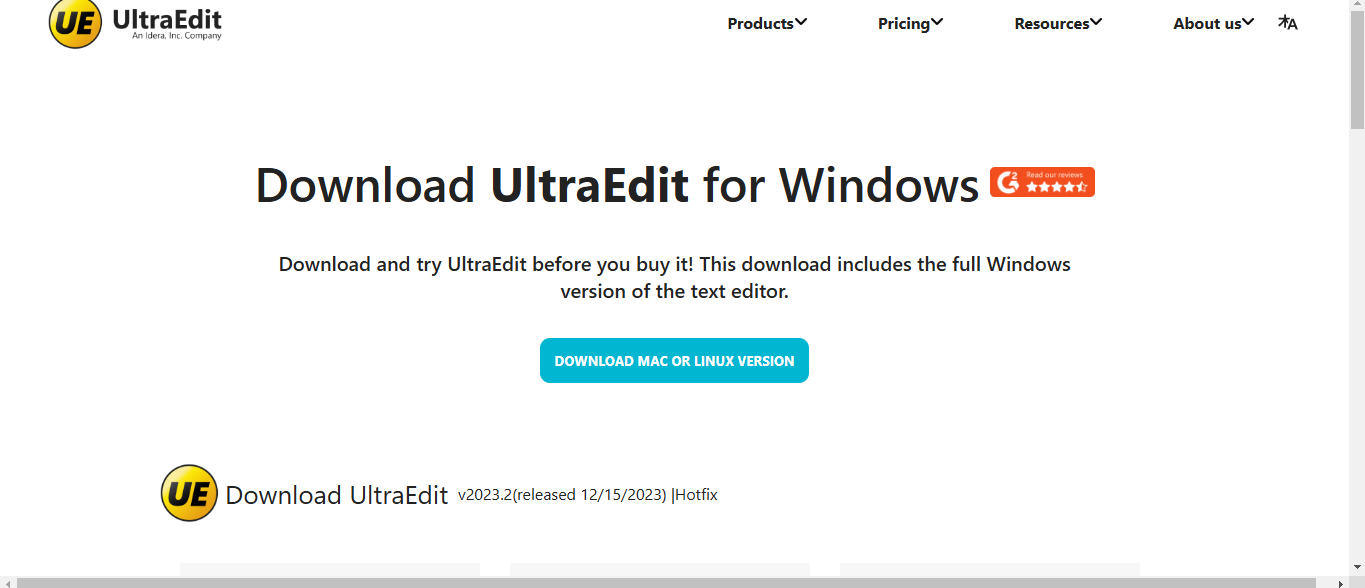 UE UltraEdit
An Idera, Inc. Company
Products
Pricing
Resources
About us
Download UltraEdit for Windows
G2 Read our reviews
Download and try UltraEdit before you buy it! This download includes the full Windows
version of the text editor.
DOWNLOAD MAC OR LINUX VERSION
UE Download UltraEdit v2023.2(released 12/15/2023) |Hotfix